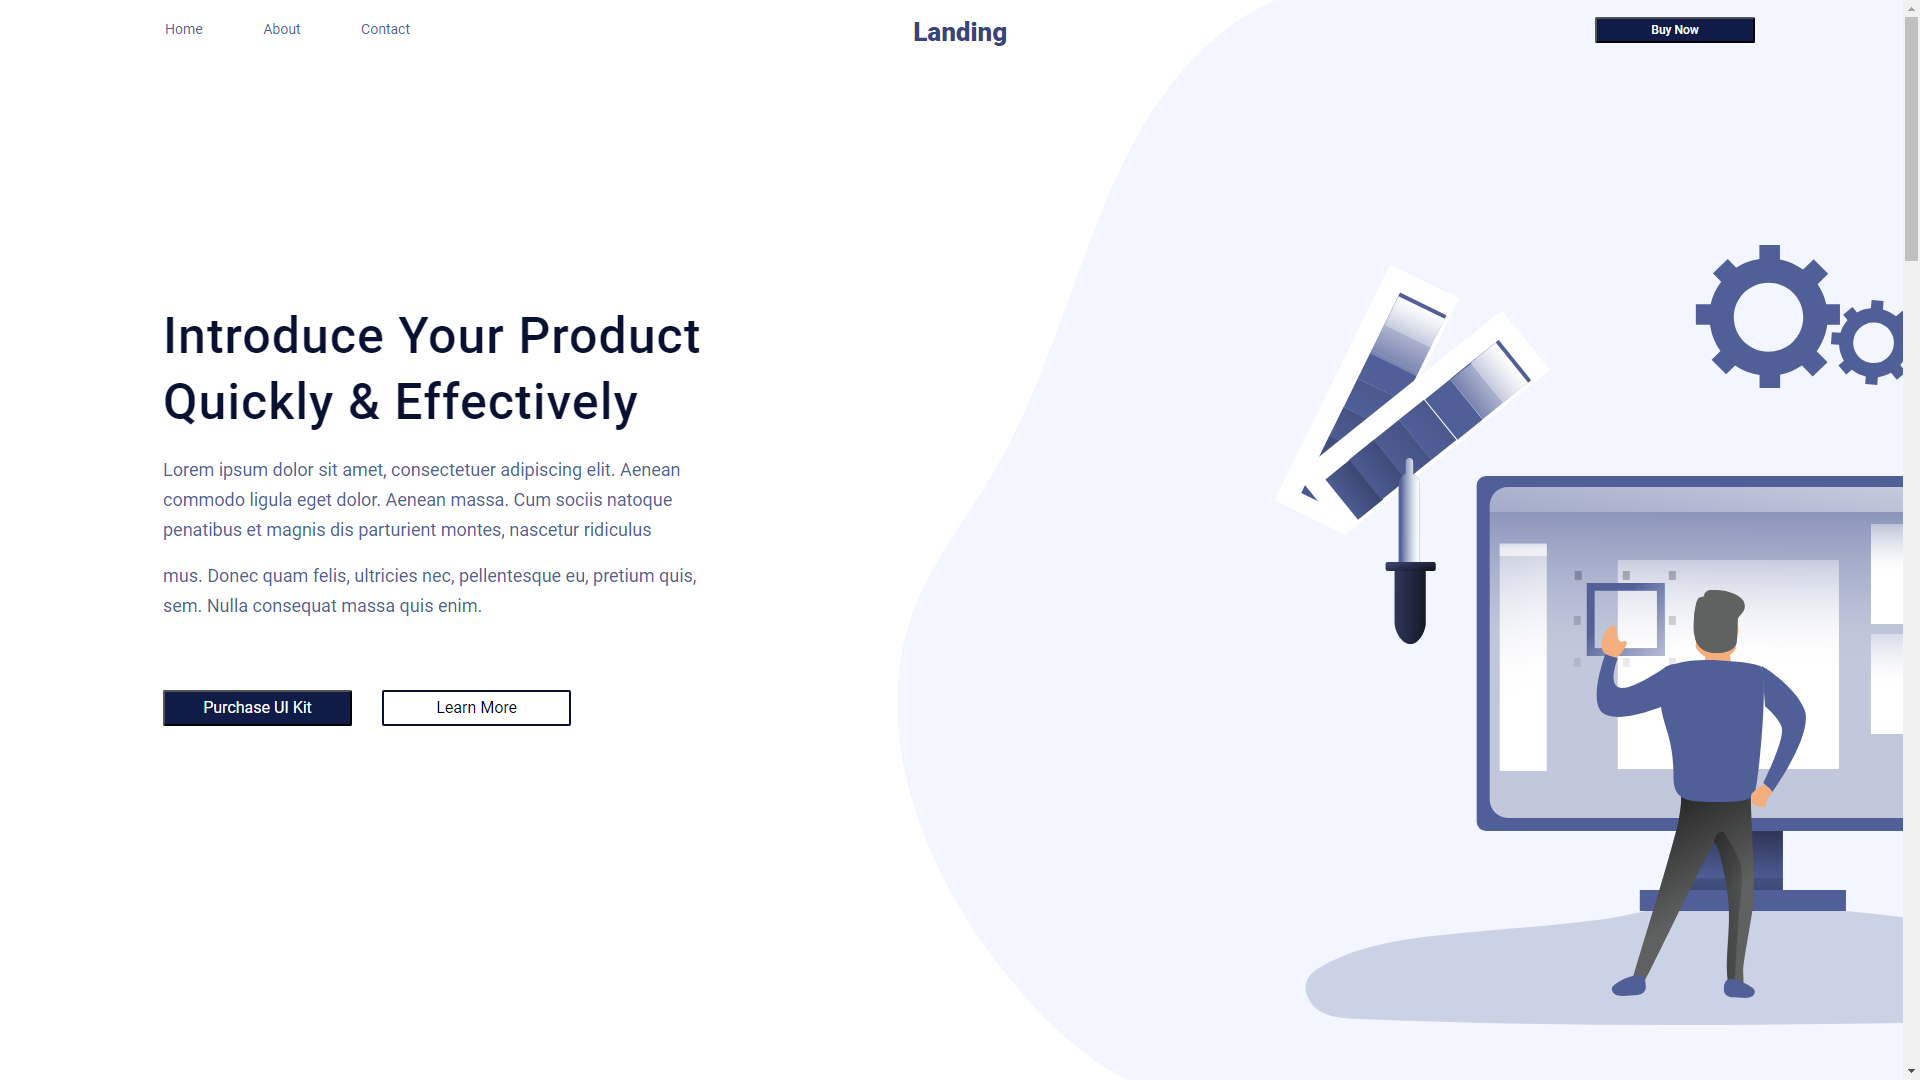 Home
About
Contact
Landing
Buy Now
Introduce Your Product
Quickly & Effectively
Lorem ipsum dolor sit amet, consectetuer adipiscing elit. Aenean
commodo ligula eget dolor. Aenean massa. Cum sociis natoque
penatibus et magnis dis parturient montes, nascetur ridiculus
mus. Donec quam felis, ultricies nec, pellentesque eu, pretium quis,
sem. Nulla consequat massa quis enim.
Purchase UI Kit
Learn More